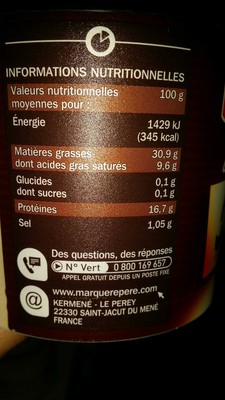 INFORMATIONS NUTRITIONNELLES
Valeurs nutritionnelles
moyennes pour : 100 g
Énergie 1429 kJ
(345 kcal)
Matières grasses 30,9 g
dont acides gras saturés 9,6 g
Glucides 0,1 g
dont sucres 0,1 g
Protéines 16,7 g
Sel 1,05 g
Des questions, des réponses
N° Vert 0 800 169 657
APPEL GRATUIT DEPUIS UN POSTE FIXE
@ www.marquerepere.com
KERMENÉ - LE PEREY
22330 SAINT-JACUT DU MENÉ
FRANCE